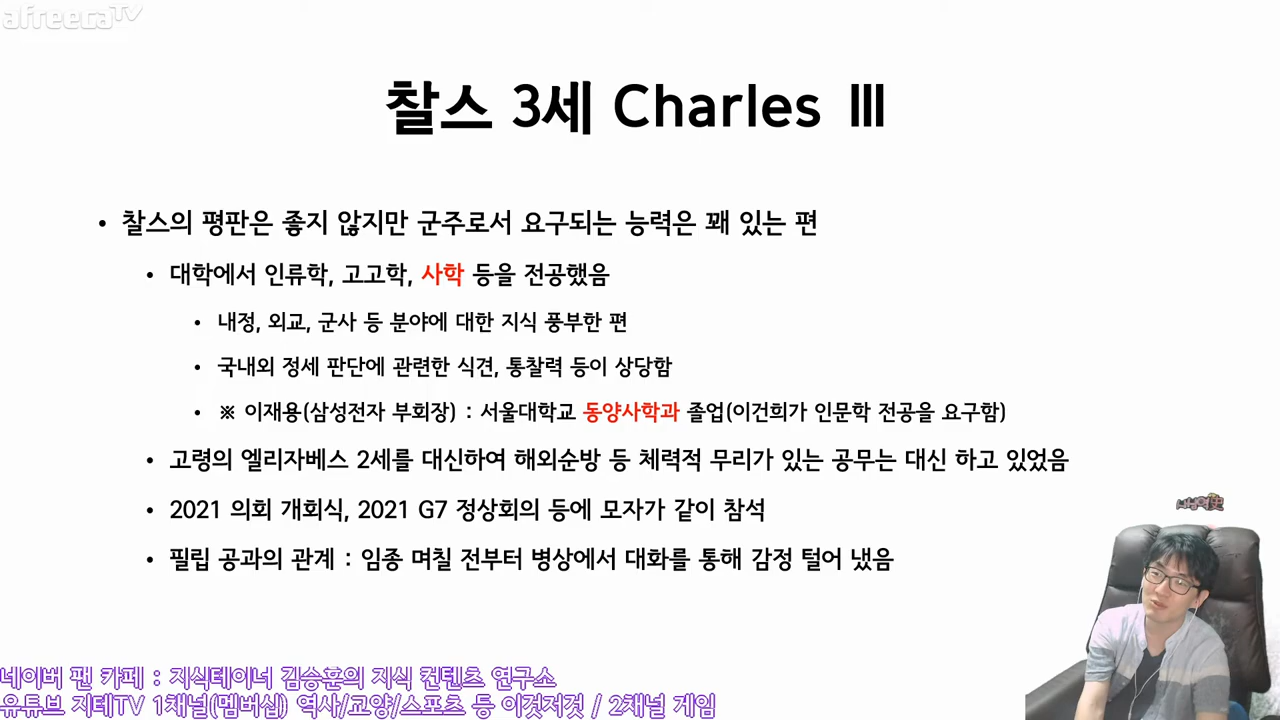 afreecaTV
찰스 3세 Charles Ⅲ
• 찰스의 평판은 좋지 않지만 군주로서 요구되는 능력은 꽤 있는 편
• 대학에서 인류학, 고고학, 사학 등을 전공했음
• 내정, 외교, 군사 등 분야에 대한 지식 풍부한 편
• 국내외 정세 판단에 관련한 식견, 통찰력 등이 상당함
• ※ 이재용(삼성전자 부회장) : 서울대학교 동양사학과 졸업(이건희가 인문학 전공을 요구함)
• 고령의 엘리자베스 2세를 대신하여 해외순방 등 체력적 무리가 있는 공무는 대신 하고 있었음
• 2021 의회 개회식, 2021 G7 정상회의 등에 모자가 같이 참석
• 필립 공과의 관계 : 임종 며칠 전부터 병상에서 대화를 통해 감정 털어 냈음
네이버 팬 카페 : 지식테이너 김승훈의 지식 컨텐츠 연구소
유튜브 지테TV 1채널(멤버십) 역사/교양/스포츠 등 이것저것 / 2채널 게임